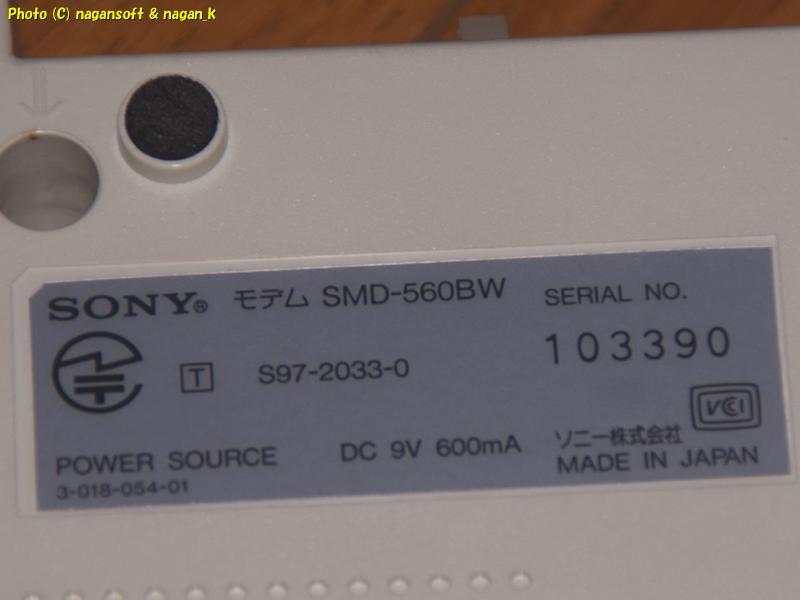 Photo (C) nagansoft & nagan_k
SONY® モデム SMD-560BW SERIAL NO.
103390
T S97-2033-0
VCI
POWER SOURCE DC 9V 600mA ソニー株式会社
3-018-054-01 MADE IN JAPAN